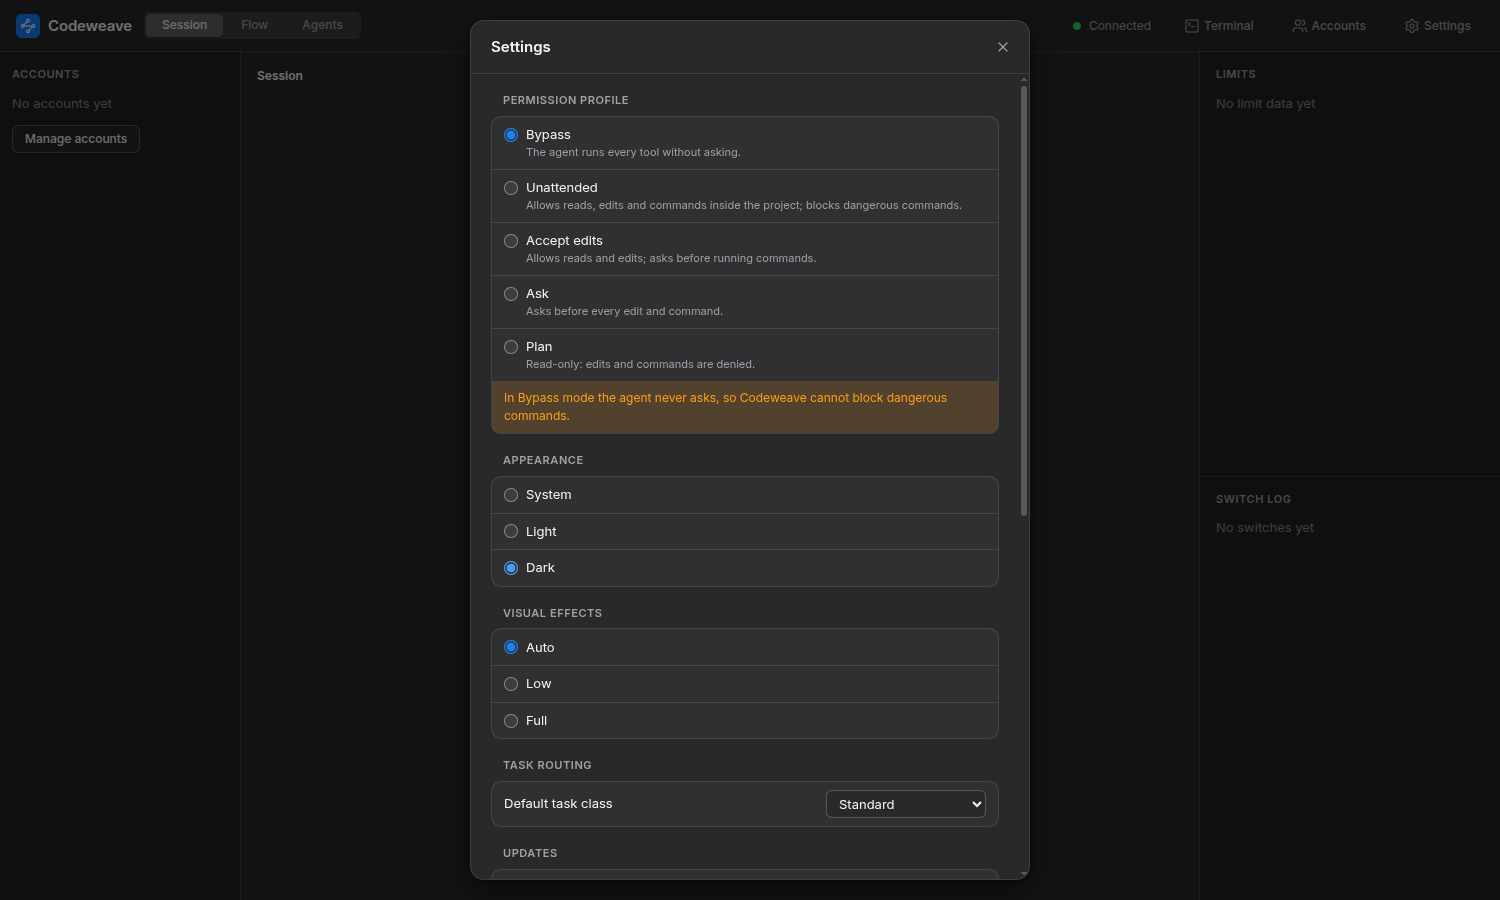 Codeweave
Session
Flow
Agents
Connected
Terminal
Accounts
Settings
ACCOUNTS
No accounts yet
Manage accounts
Session
Settings
PERMISSION PROFILE
Bypass
The agent runs every tool without asking.
Unattended
Allows reads, edits and commands inside the project; blocks dangerous commands.
Accept edits
Allows reads and edits; asks before running commands.
Ask
Asks before every edit and command.
Plan
Read-only: edits and commands are denied.
In Bypass mode the agent never asks, so Codeweave cannot block dangerous
commands.
APPEARANCE
System
Light
Dark
VISUAL EFFECTS
Auto
Low
Full
TASK ROUTING
Default task class
Standard
UPDATES
LIMITS
No limit data yet
SWITCH LOG
No switches yet